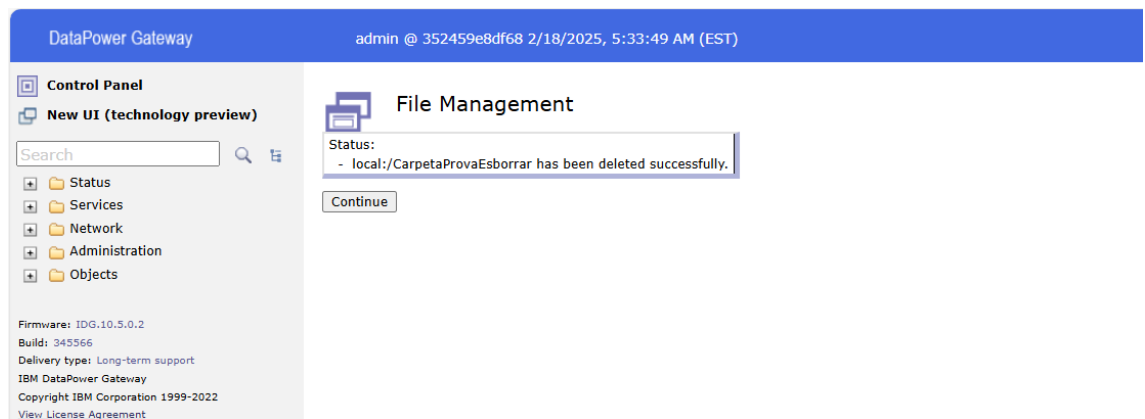 DataPower Gateway
admin @ 352459e8df68 2/18/2025, 5:33:49 AM (EST)
Control Panel
New UI (technology preview)
Search
Status
Services
Network
Administration
Objects
Firmware: IDG.10.5.0.2
Build: 345566
Delivery type: Long-term support
IBM DataPower Gateway
Copyright IBM Corporation 1999-2022
View License Agreement
File Management
Status:
- local:/CarpetaProvaEsborrar has been deleted successfully.
Continue